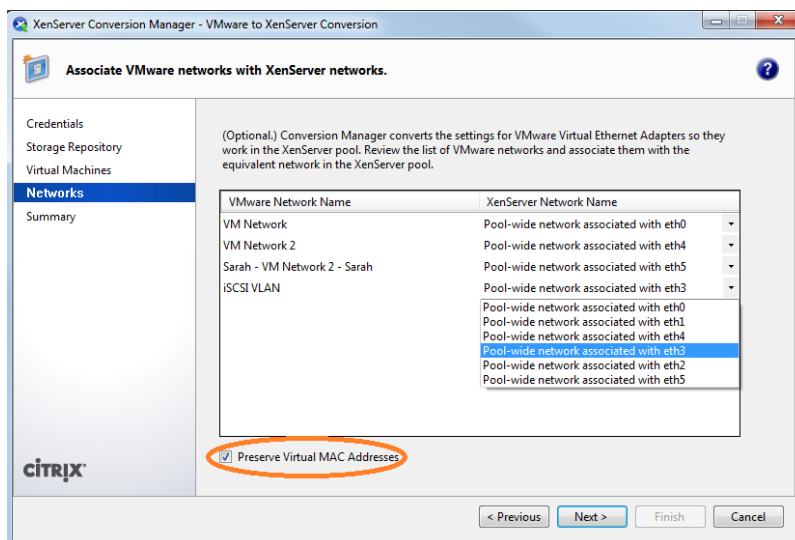 XenServer Conversion Manager - VMware to XenServer Conversion
Associate VMware networks with XenServer networks.
Credentials
Storage Repository
Virtual Machines
Networks
Summary
(Optional.) Conversion Manager converts the settings for VMware Virtual Ethernet Adapters so they
work in the XenServer pool. Review the list of VMware networks and associate them with the
equivalent network in the XenServer pool.
VMware Network Name XenServer Network Name
VM Network Pool-wide network associated with eth0
VM Network 2 Pool-wide network associated with eth4
Sarah - VM Network 2 - Sarah Pool-wide network associated with eth5
iSCSI VLAN Pool-wide network associated with eth3
Pool-wide network associated with eth0
Pool-wide network associated with eth1
Pool-wide network associated with eth4
Pool-wide network associated with eth3
Pool-wide network associated with eth2
Pool-wide network associated with eth5
Preserve Virtual MAC Addresses
CİTRIX
< Previous Next > Finish Cancel